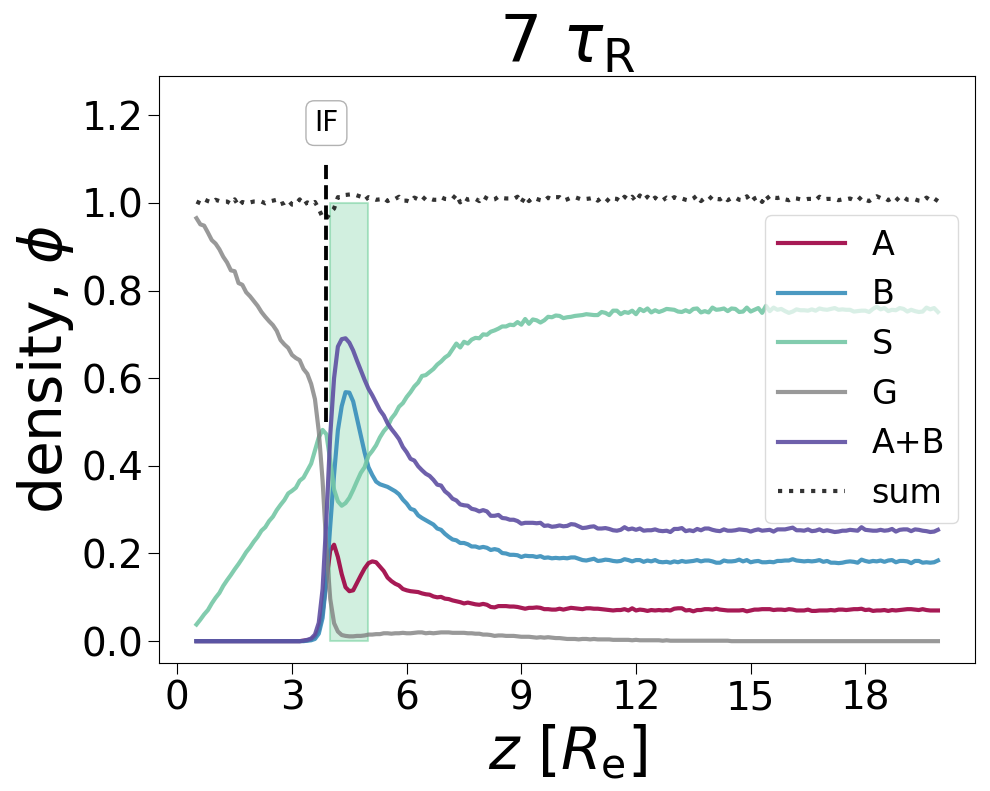 7 τR
IF
density, ϕ
1.2
1.0
0.8
0.6
0.4
0.2
0.0
A
B
S
G
A+B
sum
0 3 6 9 12 15 18
z [Re]